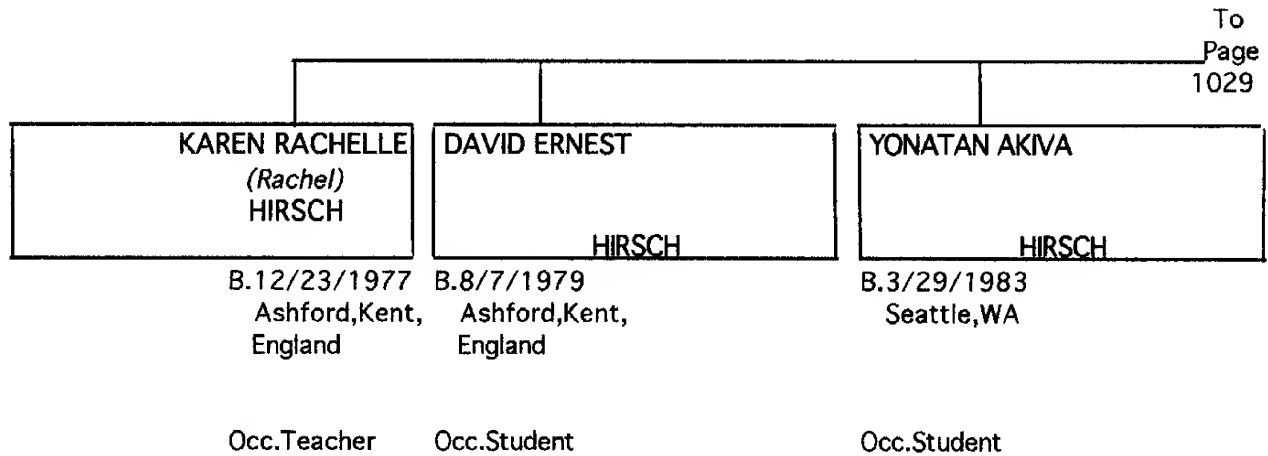 To
Page
1029
KAREN RACHELLE
(Rachel)
HIRSCH
B.12/23/1977
Ashford,Kent,
England
Occ.Teacher
DAVID ERNEST
HIRSCH
B.8/7/1979
Ashford,Kent,
England
Occ.Student
YONATAN AKIVA
HIRSCH
B.3/29/1983
Seattle,WA
Occ.Student